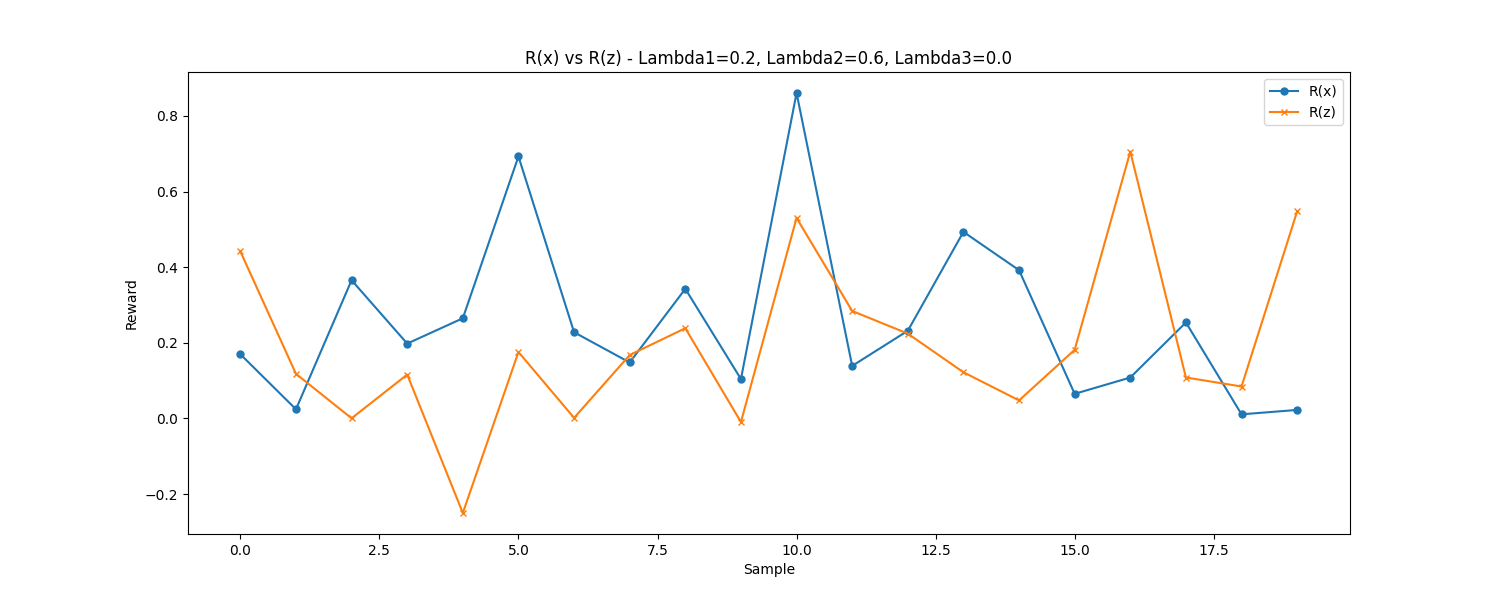 R(x) vs R(z) - Lambda1=0.2, Lambda2=0.6, Lambda3=0.0
R(x)
R(z)
Reward
0.8
0.6
0.4
0.2
0.0
−0.2
0.0 2.5 5.0 7.5 10.0 12.5 15.0 17.5
Sample